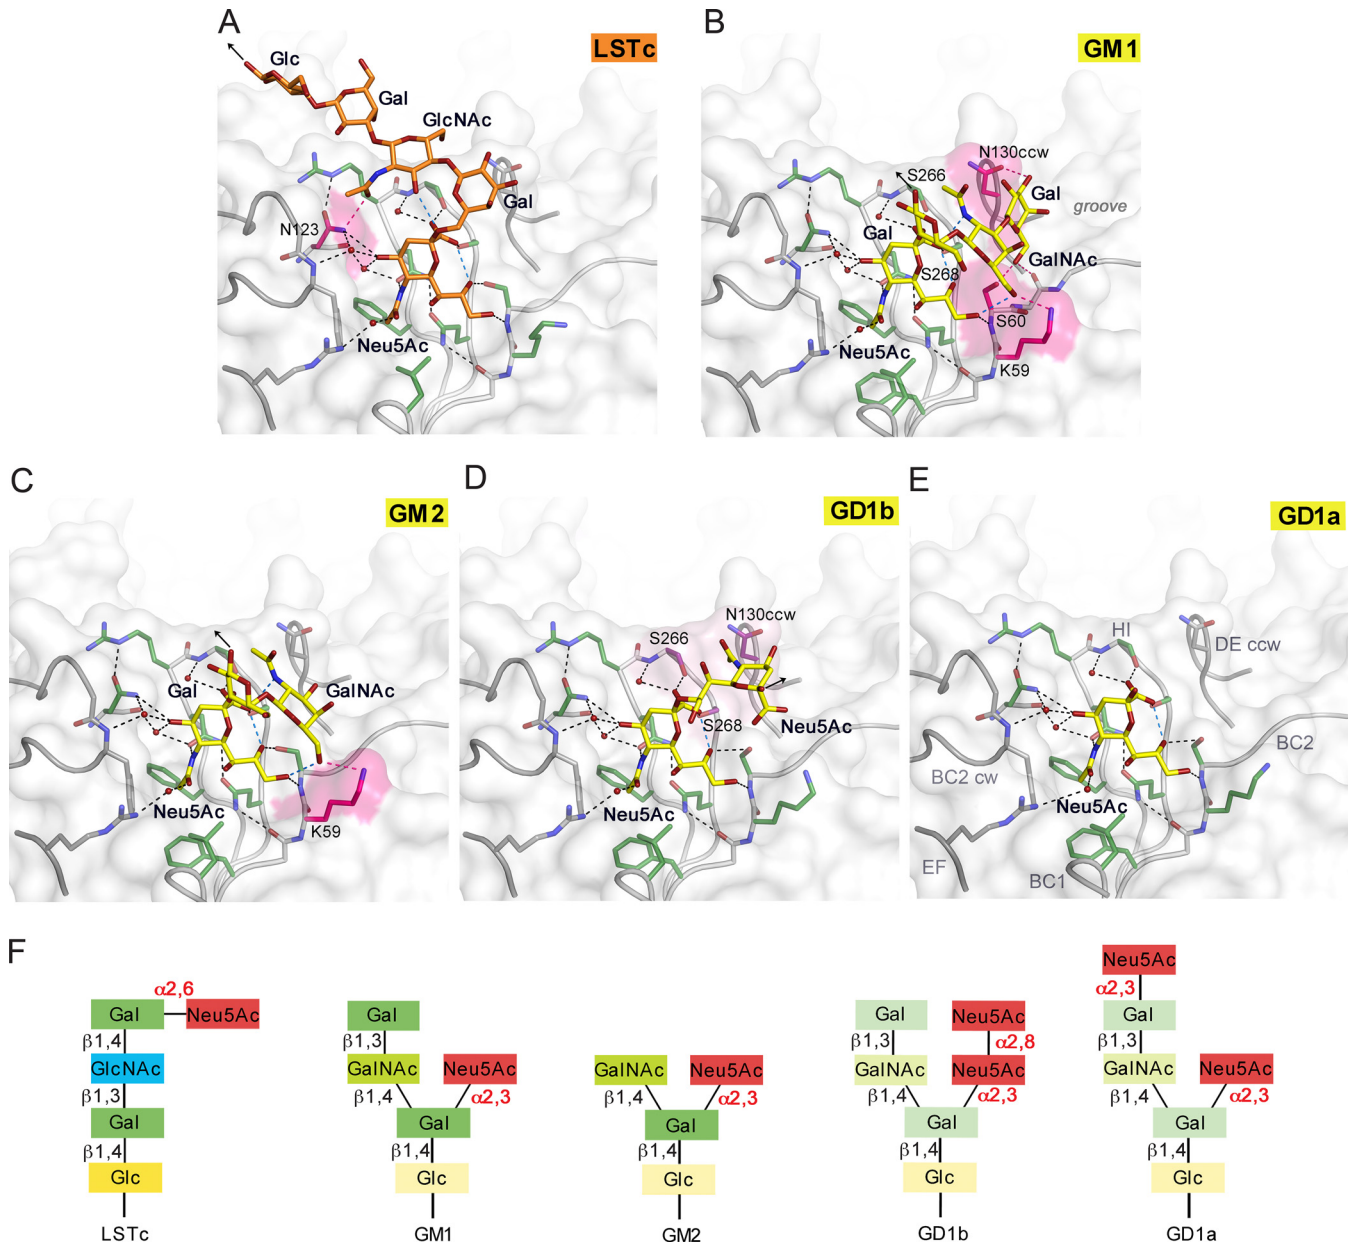 A
LSTc
Glc
Gal
GlcNAc
Gal
N123
Neu5Ac
B
GM1
N130ccw
S266
Gal
groove
Gal
GalNAc
S268
S60
Neu5Ac
K59
C
GM2
Gal
GalNAc
Neu5Ac
K59
D
GD1b
N130ccw
S266
S268
Neu5Ac
Neu5Ac
E
GD1a
HI
DE ccw
BC2
BC2 cw
Neu5Ac
EF
BC1
F
α2,6
Gal
Neu5Ac
β1,4
GlcNAc
β1,3
Gal
β1,4
Glc
LSTc
Gal
β1,3
GalNAc
Neu5Ac
β1,4
α2,3
Gal
β1,4
Glc
GM1
GalNAc
Neu5Ac
β1,4
α2,3
Gal
β1,4
Glc
GM2
Gal
Neu5Ac
β1,3
α2,8
GalNAc
Neu5Ac
β1,4
α2,3
Gal
β1,4
Glc
GD1b
Neu5Ac
α2,3
Gal
β1,3
GalNAc
Neu5Ac
β1,4
α2,3
Gal
β1,4
Glc
GD1a